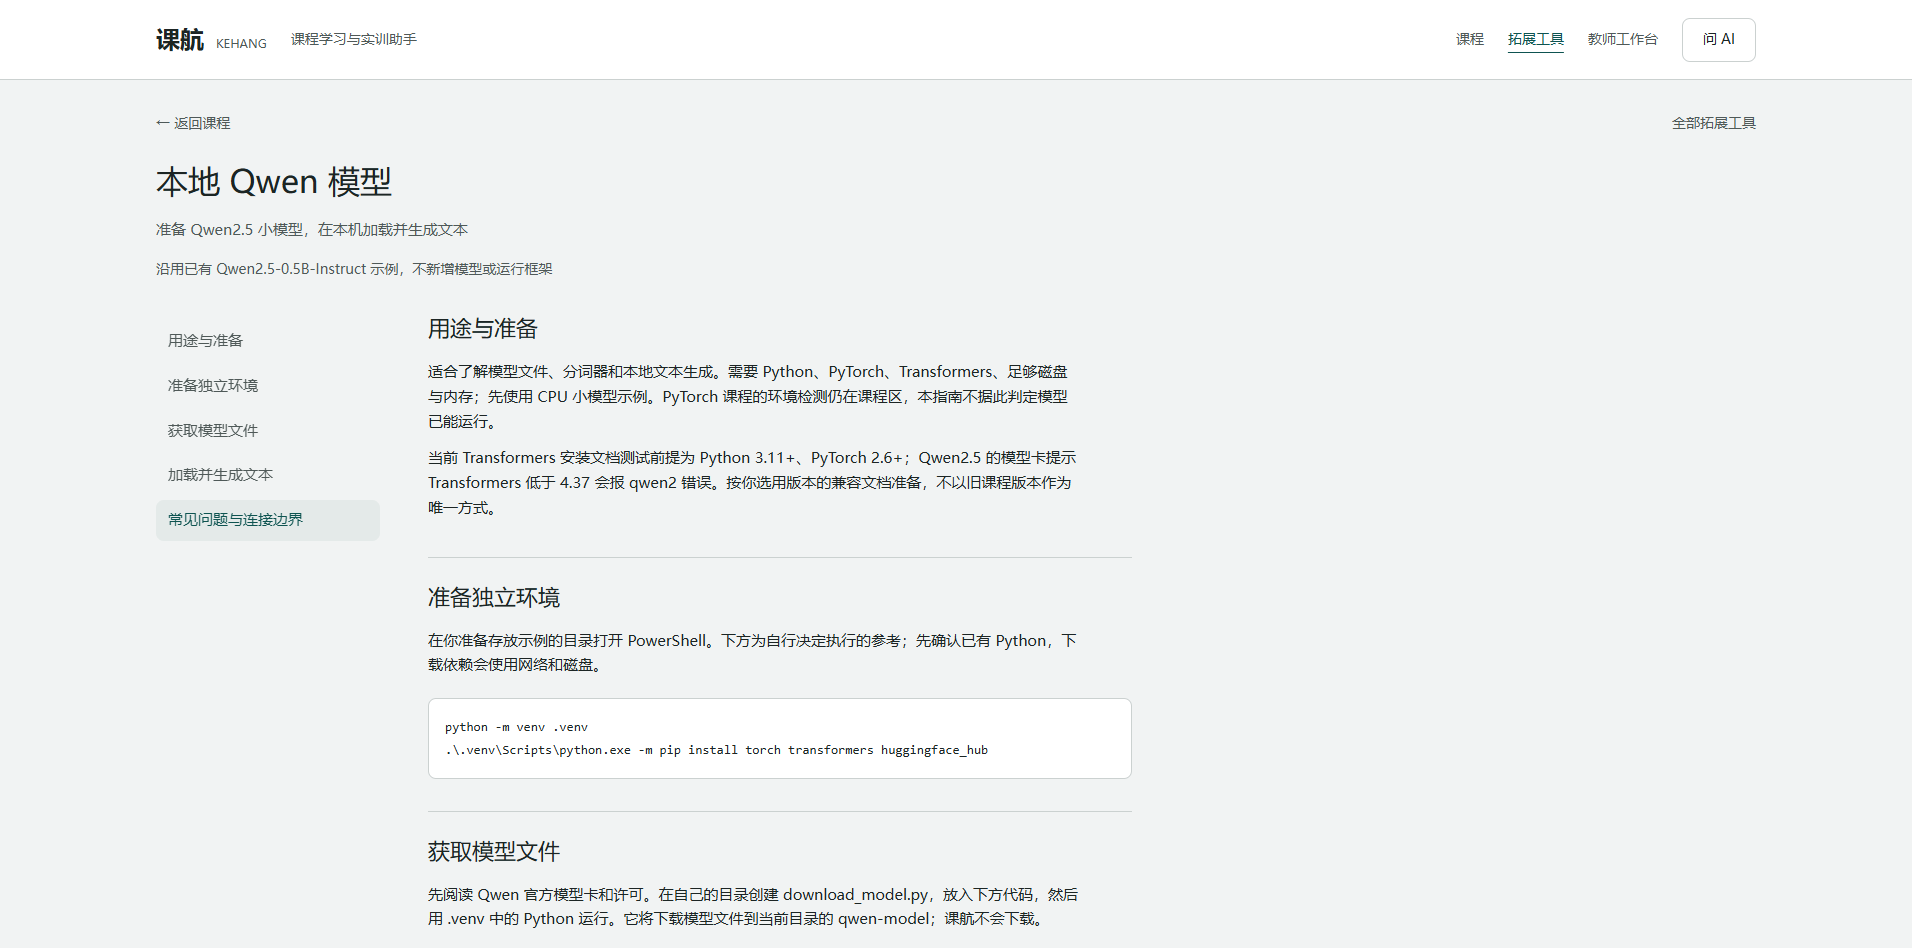 课航 KEHANG 课程学习与实训助手 课程 拓展工具 教师工作台 问 AI
← 返回课程 全部拓展工具
本地 Qwen 模型
准备 Qwen2.5 小模型，在本机加载并生成文本
沿用已有 Qwen2.5-0.5B-Instruct 示例，不新增模型或运行框架
用途与准备
准备独立环境
获取模型文件
加载并生成文本
常见问题与连接边界
用途与准备
适合了解模型文件、分词器和本地文本生成。需要 Python、PyTorch、Transformers、足够磁盘
与内存；先使用 CPU 小模型示例。PyTorch 课程的环境检测仍在课程区，本指南不据此判定模型
已能运行。
当前 Transformers 安装文档测试前提为 Python 3.11+、PyTorch 2.6+；Qwen2.5 的模型卡提示
Transformers 低于 4.37 会报 qwen2 错误。按你选用版本的兼容文档准备，不以旧课程版本作为
唯一方式。
准备独立环境
在你准备存放示例的目录打开 PowerShell。下方为自行决定执行的参考；先确认已有 Python，下
载依赖会使用网络和磁盘。
python -m venv .venv
.\.venv\Scripts\python.exe -m pip install torch transformers huggingface_hub
获取模型文件
先阅读 Qwen 官方模型卡和许可。在自己的目录创建 download_model.py，放入下方代码，然后
用 .venv 中的 Python 运行。它将下载模型文件到当前目录的 qwen-model；课航不会下载。